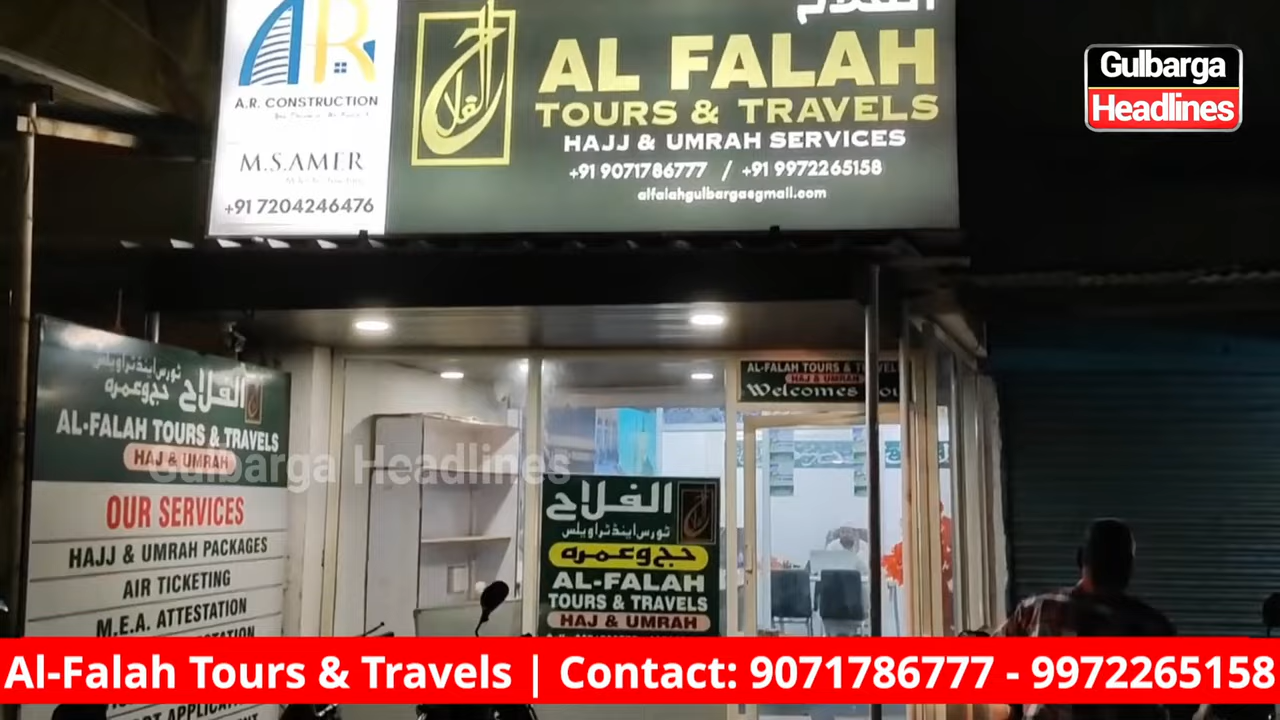 الفلاح
A.R. CONSTRUCTION
M.S.AMER
+91 7204246476
AL FALAH
TOURS & TRAVELS
HAJJ & UMRAH SERVICES
+91 9071786777 / +91 9972265158
alfalahgulbarga@gmail.com
Gulbarga
Headlines
ٹورس اینڈ ٹراویلس
الفلاح
حج وعمرہ
AL-FALAH TOURS & TRAVELS
HAJ & UMRAH
OUR SERVICES
HAJJ & UMRAH PACKAGES
AIR TICKETING
M.E.A. ATTESTATION
Gulbarga Headlines
AL-FALAH TOURS & TRAVEL
HAJ & UMRAH
Welcomes You
الفلاح
ٹورس اینڈ ٹراویلس
حج وعمرہ
AL-FALAH
TOURS & TRAVELS
HAJ & UMRAH
Al-Falah Tours & Travels | Contact: 9071786777 - 9972265158